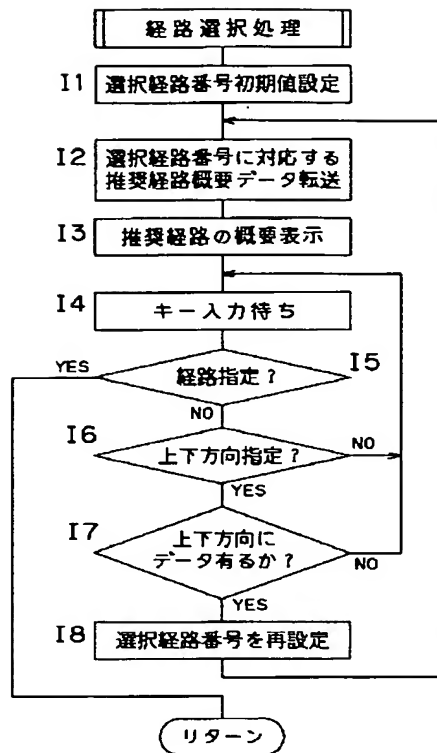 経路選択処理
I1
選択経路番号初期値設定
I2
選択経路番号に対応する
推奨経路概要データ転送
I3
推奨経路の概要表示
I4
キー入力待ち
I5
経路指定？
YES
NO
I6
上下方向指定？
NO
YES
I7
上下方向に
データ有るか？
NO
YES
I8
選択経路番号を再設定
リターン